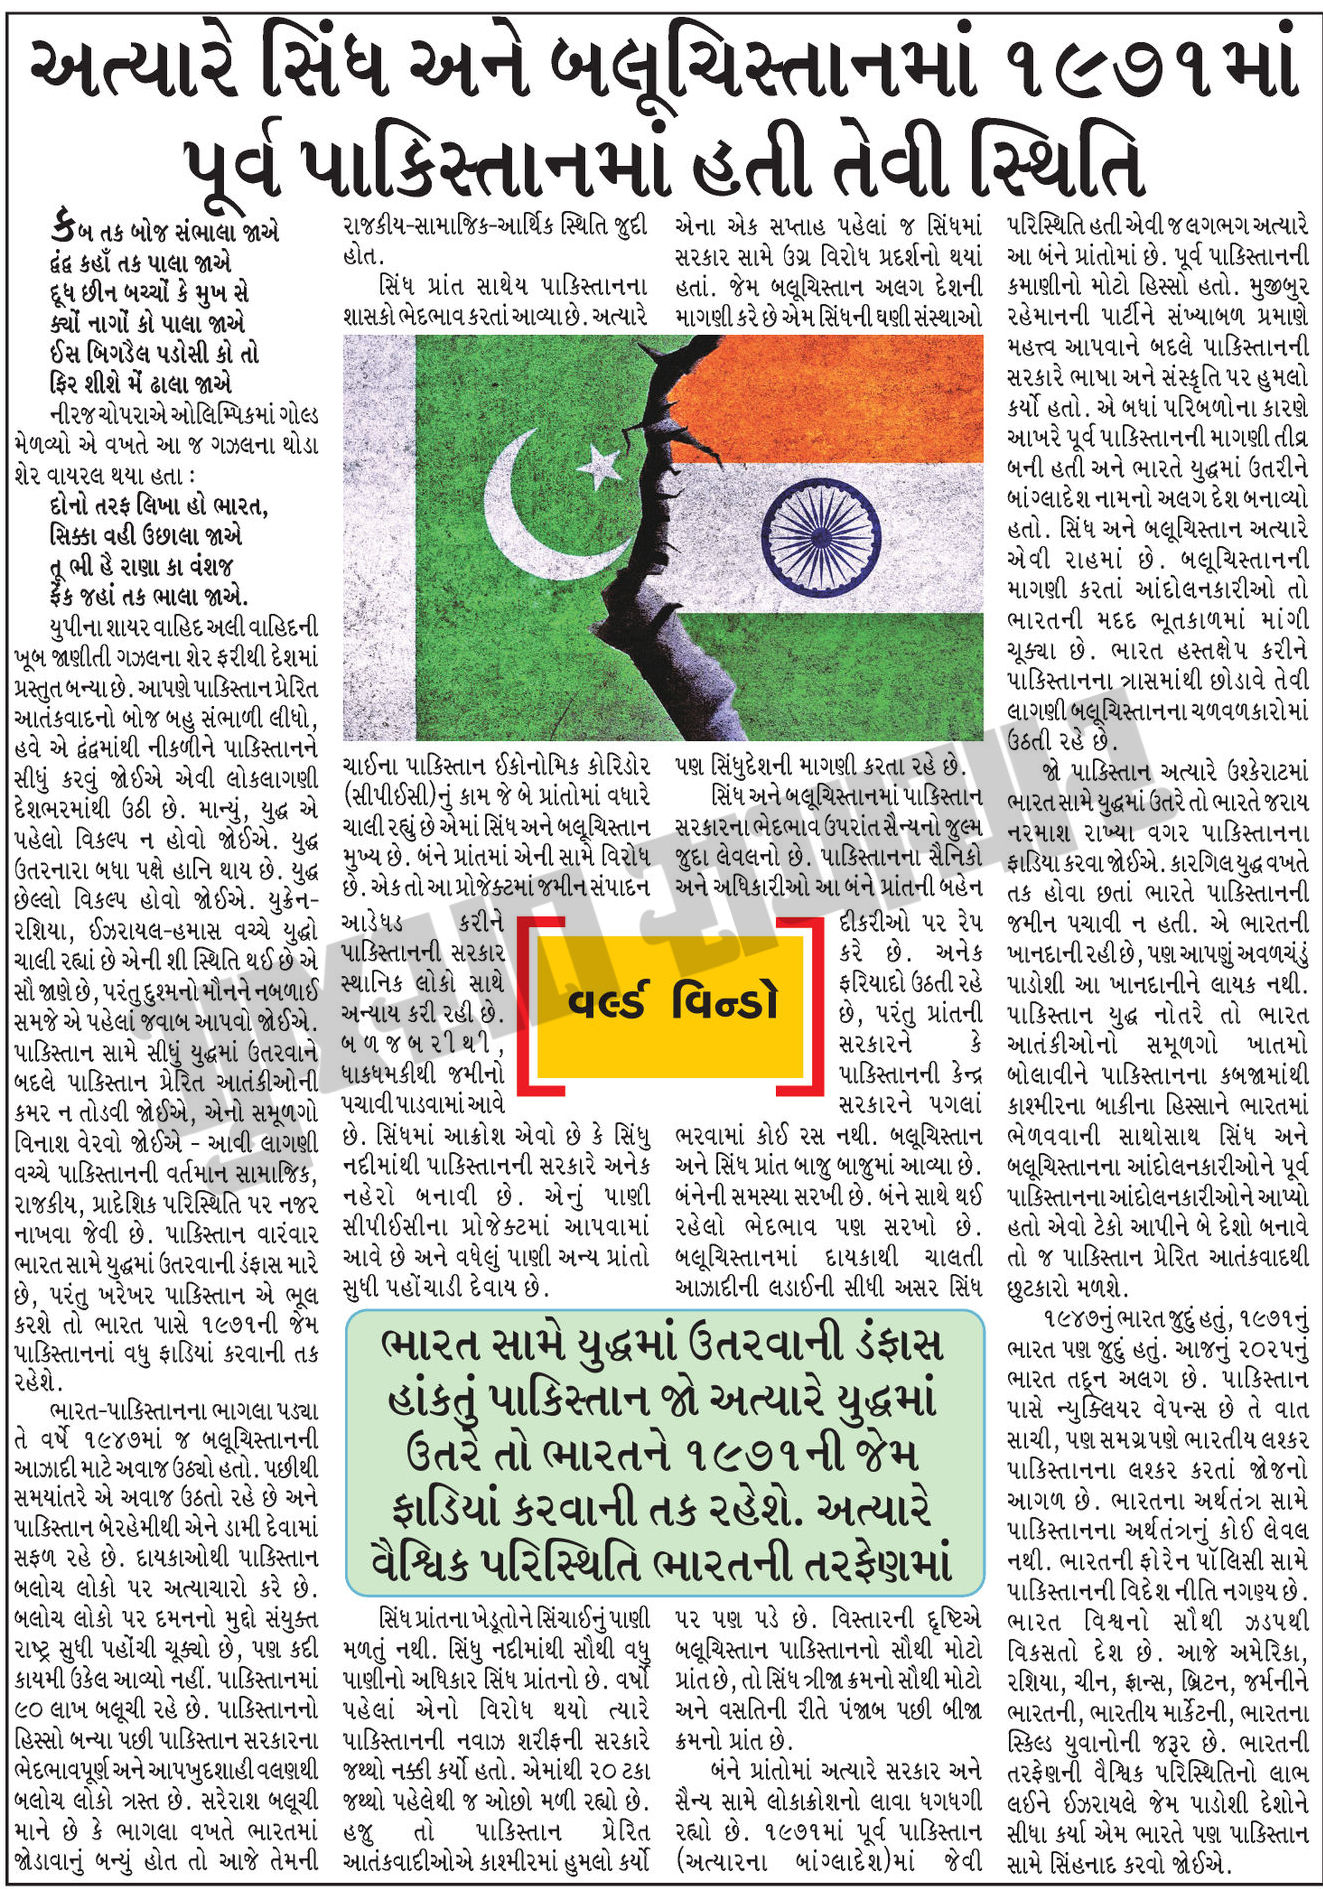 અત્યારે સિંધ અને બલૂચિસ્તાનમાં ૧૯૭૧માં
પૂર્વ પાકિસ્તાનમાં હતી તેવી સ્થિતિ
કબ તક બોજ સંભાલા જાએ
દ્વંદ્વ કહાઁ તક પાલા જાએ
દૂધ છીન બચ્ચોં કે મુખ સે
ક્યોં નાગોં કો પાલા જાએ
ઈસ બિગડૈલ પડોસી કો તો
ફિર શીશે મેં ઢાલા જાએ
નીરજ ચોપરાએ ઓલિમ્પિકમાં ગોલ્ડ
મેળવ્યો એ વખતે આ જ ગઝલના થોડા
શેર વાયરલ થયા હતા :
દોનો તરફ લિખા હો ભારત,
સિક્કા વહી ઉછાલા જાએ
તૂ ભી હૈ રાણા કા વંશજ
ફેંક જહાં તક ભાલા જાએ.
યુપીના શાયર વાહિદ અલી વાહિદની
ખૂબ જાણીતી ગઝલના શેર ફરીથી દેશમાં
પ્રસ્તુત બન્યા છે. આપણે પાકિસ્તાન પ્રેરિત
આતંકવાદનો બોજ બહુ સંભાળી લીધો,
હવે એ દ્વંદ્વમાંથી નીકળીને પાકિસ્તાનને
સીધું કરવું જોઈએ એવી લોકલાગણી
દેશભરમાંથી ઉઠી છે. માન્યું, યુદ્ધ એ
પહેલો વિકલ્પ ન હોવો જોઈએ. યુદ્ધ
ઉતરનારા બધા પક્ષે હાનિ થાય છે. યુદ્ધ
છેલ્લો વિકલ્પ હોવો જોઈએ. યુક્રેન-
રશિયા, ઈઝરાયલ-હમાસ વચ્ચે યુદ્ધો
ચાલી રહ્યાં છે એની શી સ્થિતિ થઈ છે એ
સૌ જાણે છે, પરંતુ દુશ્મનો મૌનને નબળાઈ
સમજે એ પહેલાં જવાબ આપવો જોઈએ.
પાકિસ્તાન સામે સીધું યુદ્ધમાં ઉતરવાને
બદલે પાકિસ્તાન પ્રેરિત આતંકીઓની
કમર ન તોડવી જોઈએ, એનો સમૂળગો
વિનાશ વેરવો જોઈએ - આવી લાગણી
વચ્ચે પાકિસ્તાનની વર્તમાન સામાજિક,
રાજકીય, પ્રાદેશિક પરિસ્થિતિ પર નજર
નાખવા જેવી છે. પાકિસ્તાન વારંવાર
ભારત સામે યુદ્ધમાં ઉતરવાની ડંફાસ મારે
છે, પરંતુ ખરેખર પાકિસ્તાન એ ભૂલ
કરશે તો ભારત પાસે ૧૯૭૧ની જેમ
પાકિસ્તાનનાં વધુ ફાડિયાં કરવાની તક
રહેશે.
ભારત-પાકિસ્તાનના ભાગલા પડ્યા
તે વર્ષે ૧૯૪૭માં જ બલૂચિસ્તાનની
આઝાદી માટે અવાજ ઉઠ્યો હતો. પછીથી
સમયાંતરે એ અવાજ ઉઠતો રહે છે અને
પાકિસ્તાન બેરહેમીથી એને ડામી દેવામાં
સફળ રહે છે. દાયકાઓથી પાકિસ્તાન
બલોચ લોકો પર અત્યાચારો કરે છે.
બલોચ લોકો પર દમનનો મુદ્દો સંયુક્ત
રાષ્ટ્ર સુધી પહોંચી ચૂક્યો છે, પણ કદી
કાયમી ઉકેલ આવ્યો નહીં. પાકિસ્તાનમાં
૯૦ લાખ બલૂચી રહે છે. પાકિસ્તાનનો
હિસ્સો બન્યા પછી પાકિસ્તાન સરકારના
ભેદભાવપૂર્ણ અને આપખુદશાહી વલણથી
બલોચ લોકો ત્રસ્ત છે. સરેરાશ બલૂચી
માને છે કે ભાગલા વખતે ભારતમાં
જોડાવાનું બન્યું હોત તો આજે તેમની
રાજકીય-સામાજિક-આર્થિક સ્થિતિ જુદી
હોત.
સિંધ પ્રાંત સાથેય પાકિસ્તાનના
શાસકો ભેદભાવ કરતાં આવ્યા છે. અત્યારે
ચાઈના પાકિસ્તાન ઈકોનોમિક કોરિડોર
(સીપીઈસી)નું કામ જે બે પ્રાંતોમાં વધારે
ચાલી રહ્યું છે એમાં સિંધ અને બલૂચિસ્તાન
મુખ્ય છે. બંને પ્રાંતમાં એની સામે વિરોધ
છે. એક તો આ પ્રોજેક્ટમાં જમીન સંપાદન
આડેધડ કરીને
પાકિસ્તાનની સરકાર
સ્થાનિક લોકો સાથે
અન્યાય કરી રહી છે.
બળજબરીથી,
ધાકધમકીથી જમીનો
પચાવી પાડવામાં આવે
છે. સિંધમાં આક્રોશ એવો છે કે સિંધુ
નદીમાંથી પાકિસ્તાનની સરકારે અનેક
નહેરો બનાવી છે. એનું પાણી
સીપીઈસીના પ્રોજેક્ટમાં આપવામાં
આવે છે અને વધેલું પાણી અન્ય પ્રાંતો
સુધી પહોંચાડી દેવાય છે.
સિંધ પ્રાંતના ખેડૂતોને સિંચાઈનું પાણી
મળતું નથી. સિંધુ નદીમાંથી સૌથી વધુ
પાણીનો અધિકાર સિંધ પ્રાંતનો છે. વર્ષો
પહેલાં એનો વિરોધ થયો ત્યારે
પાકિસ્તાનની નવાઝ શરીફની સરકારે
જથ્થો નક્કી કર્યો હતો. એમાંથી ૨૦ ટકા
જથ્થો પહેલેથી જ ઓછો મળી રહ્યો છે.
હજુ તો પાકિસ્તાન પ્રેરિત
આતંકવાદીઓએ કાશ્મીરમાં હુમલો કર્યો
એના એક સપ્તાહ પહેલાં જ સિંધમાં
સરકાર સામે ઉગ્ર વિરોધ પ્રદર્શનો થયાં
હતાં. જેમ બલૂચિસ્તાન અલગ દેશની
માગણી કરે છે એમ સિંધની ઘણી સંસ્થાઓ
પણ સિંધુદેશની માગણી કરતા રહે છે.
સિંધ અને બલૂચિસ્તાનમાં પાકિસ્તાન
સરકારના ભેદભાવ ઉપરાંત સૈન્યનો જુલ્મ
જુદા લેવલનો છે. પાકિસ્તાનના સૈનિકો
અને અધિકારીઓ આ બંને પ્રાંતની બહેન
દીકરીઓ પર રેપ
કરે છે. અનેક
ફરિયાદો ઉઠતી રહે
છે, પરંતુ પ્રાંતની
સરકારને કે
પાકિસ્તાનની કેન્દ્ર
સરકારને પગલાં
ભરવામાં કોઈ રસ નથી. બલૂચિસ્તાન
અને સિંધ પ્રાંત બાજુ બાજુમાં આવ્યા છે.
બંનેની સમસ્યા સરખી છે. બંને સાથે થઈ
રહેલો ભેદભાવ પણ સરખો છે.
બલૂચિસ્તાનમાં દાયકાથી ચાલતી
આઝાદીની લડાઈની સીધી અસર સિંધ
પર પણ પડે છે. વિસ્તારની દૃષ્ટિએ
બલૂચિસ્તાન પાકિસ્તાનનો સૌથી મોટો
પ્રાંત છે, તો સિંધ ત્રીજા ક્રમનો સૌથી મોટો
અને વસતિની રીતે પંજાબ પછી બીજા
ક્રમનો પ્રાંત છે.
બંને પ્રાંતોમાં અત્યારે સરકાર અને
સૈન્ય સામે લોકાક્રોશનો લાવા ધગધગી
રહ્યો છે. ૧૯૭૧માં પૂર્વ પાકિસ્તાન
(અત્યારના બાંગ્લાદેશ)માં જેવી
વર્લ્ડ વિન્ડો
ભારત સામે યુદ્ધમાં ઉતરવાની ડંફાસ
હાંકતું પાકિસ્તાન જો અત્યારે યુદ્ધમાં
ઉતરે તો ભારતને ૧૯૭૧ની જેમ
ફાડિયાં કરવાની તક રહેશે. અત્યારે
વૈશ્વિક પરિસ્થિતિ ભારતની તરફેણમાં
પરિસ્થિતિ હતી એવી જ લગભગ અત્યારે
આ બંને પ્રાંતોમાં છે. પૂર્વ પાકિસ્તાનની
કમાણીનો મોટો હિસ્સો હતો. મુજીબુર
રહેમાનની પાર્ટીને સંખ્યાબળ પ્રમાણે
મહત્ત્વ આપવાને બદલે પાકિસ્તાનની
સરકારે ભાષા અને સંસ્કૃતિ પર હુમલો
કર્યો હતો. એ બધાં પરિબળોના કારણે
આખરે પૂર્વ પાકિસ્તાનની માગણી તીવ્ર
બની હતી અને ભારતે યુદ્ધમાં ઉતરીને
બાંગ્લાદેશ નામનો અલગ દેશ બનાવ્યો
હતો. સિંધ અને બલૂચિસ્તાન અત્યારે
એવી રાહમાં છે. બલૂચિસ્તાનની
માગણી કરતાં આંદોલનકારીઓ તો
ભારતની મદદ ભૂતકાળમાં માંગી
ચૂક્યા છે. ભારત હસ્તક્ષેપ કરીને
પાકિસ્તાનના ત્રાસમાંથી છોડાવે તેવી
લાગણી બલૂચિસ્તાનના ચળવળકારોમાં
ઉઠતી રહે છે.
જો પાકિસ્તાન અત્યારે ઉશ્કેરાટમાં
ભારત સામે યુદ્ધમાં ઉતરે તો ભારતે જરાય
નરમાશ રાખ્યા વગર પાકિસ્તાનના
ફાડિયા કરવા જોઈએ. કારગિલ યુદ્ધ વખતે
તક હોવા છતાં ભારતે પાકિસ્તાનની
જમીન પચાવી ન હતી. એ ભારતની
ખાનદાની રહી છે, પણ આપણું અવળચંડું
પાડોશી આ ખાનદાનીને લાયક નથી.
પાકિસ્તાન યુદ્ધ નોતરે તો ભારત
આતંકીઓનો સમૂળગો ખાતમો
બોલાવીને પાકિસ્તાનના કબજામાંથી
કાશ્મીરના બાકીના હિસ્સાને ભારતમાં
ભેળવવાની સાથોસાથ સિંધ અને
બલૂચિસ્તાનના આંદોલનકારીઓને પૂર્વ
પાકિસ્તાનના આંદોલનકારીઓને આપ્યો
હતો એવો ટેકો આપીને બે દેશો બનાવે
તો જ પાકિસ્તાન પ્રેરિત આતંકવાદથી
છુટકારો મળશે.
૧૯૪૭નું ભારત જુદું હતું, ૧૯૭૧નું
ભારત પણ જુદું હતું. આજનું ૨૦૨૫નું
ભારત તદ્દન અલગ છે. પાકિસ્તાન
પાસે ન્યુક્લિયર વેપન્સ છે તે વાત
સાચી, પણ સમગ્રપણે ભારતીય લશ્કર
પાકિસ્તાનના લશ્કર કરતાં જોજનો
આગળ છે. ભારતના અર્થતંત્ર સામે
પાકિસ્તાનના અર્થતંત્રનું કોઈ લેવલ
નથી. ભારતની ફોરેન પૉલિસી સામે
પાકિસ્તાનની વિદેશ નીતિ નગણ્ય છે.
ભારત વિશ્વનો સૌથી ઝડપથી
વિકસતો દેશ છે. આજે અમેરિકા,
રશિયા, ચીન, ફ્રાન્સ, બ્રિટન, જર્મનીને
ભારતની, ભારતીય માર્કેટની, ભારતના
સ્કિલ્ડ યુવાનોની જરૂર છે. ભારતની
તરફેણની વૈશ્વિક પરિસ્થિતિનો લાભ
લઈને ઈઝરાયલે જેમ પાડોશી દેશોને
સીધા કર્યા એમ ભારતે પણ પાકિસ્તાન
સામે સિંહનાદ કરવો જોઈએ.
ગુજરાત સમાચાર